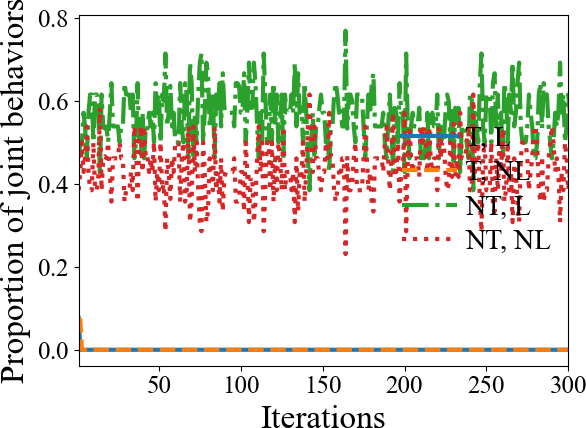 Proportion of joint behaviors
0.8
0.6
0.4
0.2
0.0
T, L
T, NL
NT, L
NT, NL
50
100
150
200
250
300
Iterations